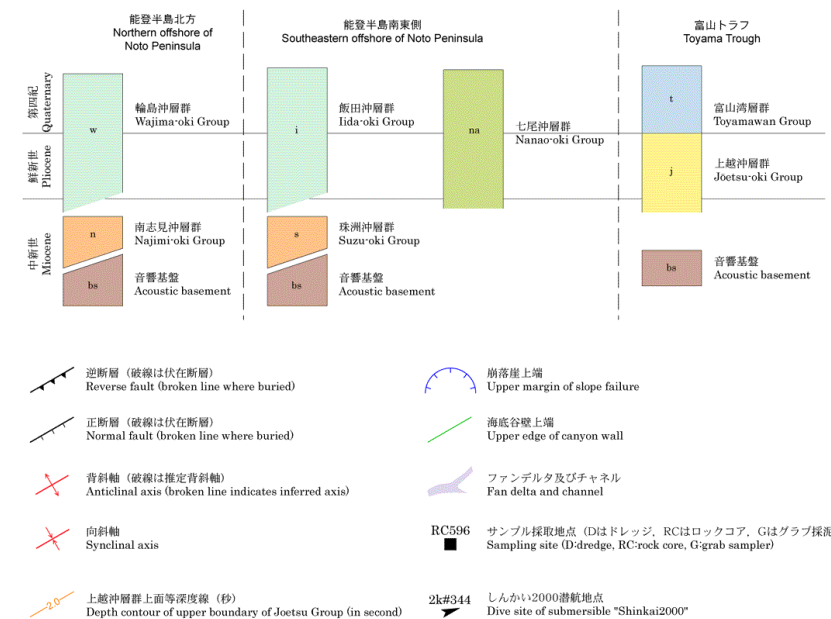 能登半島北方
Northern offshore of
Noto Peninsula
能登半島南東側
Southeastern offshore of Noto Peninsula
富山トラフ
Toyama Trough
第四紀
Quaternary
鮮新世
Pliocene
中新世
Miocene
w
輪島沖層群
Wajima-oki Group
i
飯田沖層群
Iida-oki Group
na
七尾沖層群
Nanao-oki Group
t
富山湾層群
Toyamawan Group
j
上越沖層群
Joetsu-oki Group
n
南志見沖層群
Najimi-oki Group
s
珠洲沖層群
Suzu-oki Group
bs
音響基盤
Acoustic basement
bs
音響基盤
Acoustic basement
bs
音響基盤
Acoustic basement
逆断層（破線は伏在断層）
Reverse fault (broken line where buried)
正断層（破線は伏在断層）
Normal fault (broken line where buried)
背斜軸（破線は推定背斜軸）
Anticlinal axis (broken line indicates inferred axis)
向斜軸
Synclinal axis
-2.0
上越沖層群上面等深度線（秒）
Depth contour of upper boundary of Joetsu Group (in second)
崩落崖上端
Upper margin of slope failure
海底谷壁上端
Upper edge of canyon wall
ファンデルタ及びチャネル
Fan delta and channel
RC596
サンプル採取地点（Dはドレッジ，RCはロックコア，Gはグラブ採泥
Sampling site (D:dredge, RC:rock core, G:grab sampler)
2k#344
しんかい2000潜航地点
Dive site of submersible "Shinkai2000"